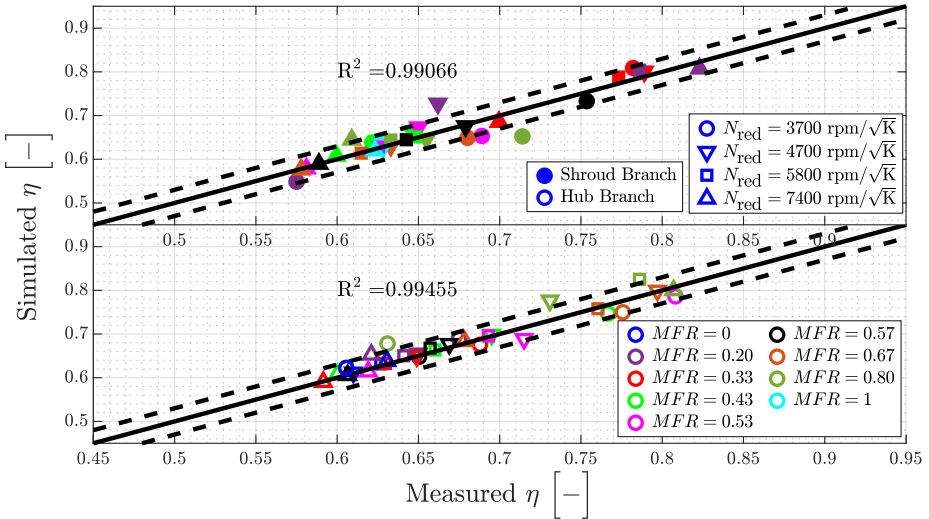 0.9
0.8
0.7
0.6
0.5
R² =0.99066
Shroud Branch
Hub Branch
N_red = 3700 rpm/√K
N_red = 4700 rpm/√K
N_red = 5800 rpm/√K
N_red = 7400 rpm/√K
0.5 0.55 0.6 0.65 0.7 0.75 0.8 0.85 0.9
Simulated η [−]
0.9
0.8
0.7
0.6
0.5
R² =0.99455
MFR = 0
MFR = 0.20
MFR = 0.33
MFR = 0.43
MFR = 0.53
MFR = 0.57
MFR = 0.67
MFR = 0.80
MFR = 1
0.45 0.5 0.55 0.6 0.65 0.7 0.75 0.8 0.85 0.9 0.95
Measured η [−]